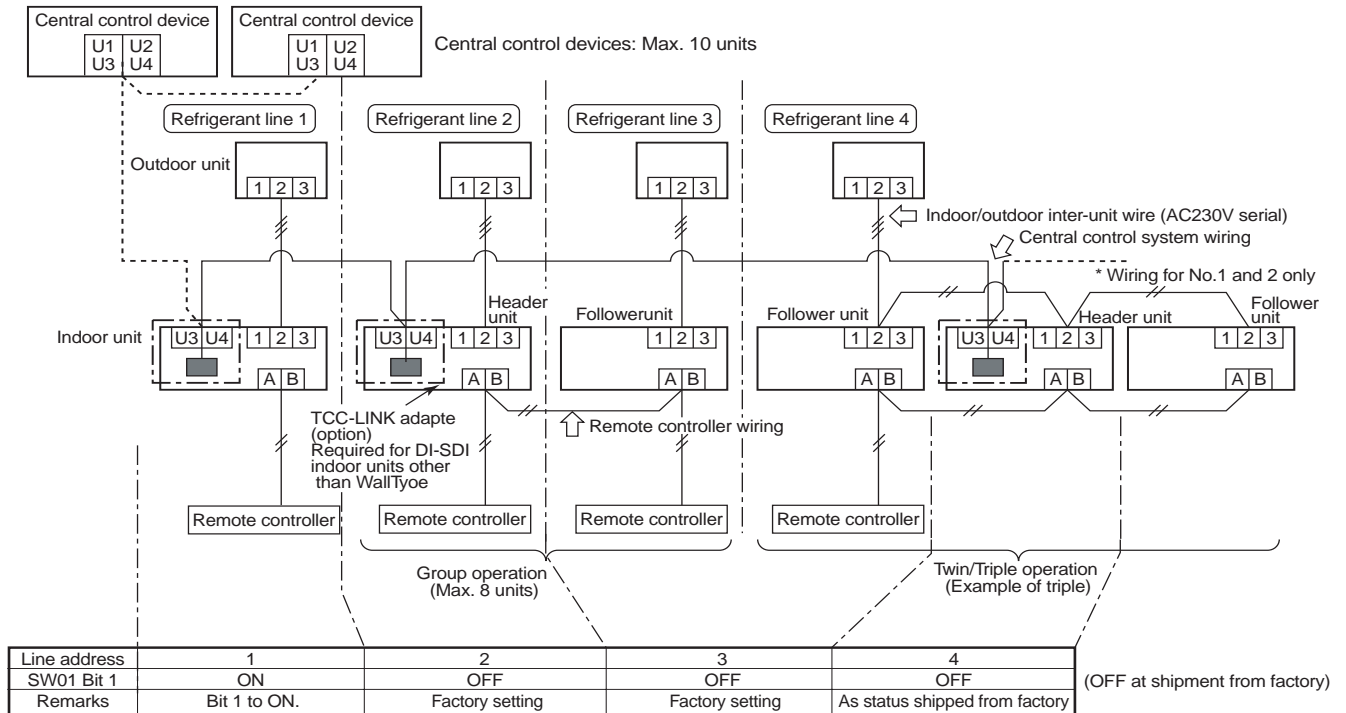 Central control device
U1 U2
U3 U4
Central control device
U1 U2
U3 U4
Central control devices: Max. 10 units
Refrigerant line 1
Refrigerant line 2
Refrigerant line 3
Refrigerant line 4
Outdoor unit
1 2 3
1 2 3
1 2 3
1 2 3
Indoor/outdoor inter-unit wire (AC230V serial)
Central control system wiring
* Wiring for No.1 and 2 only
Indoor unit
U3 U4
1 2 3
A B
Header
unit
U3 U4
1 2 3
A B
Followerunit
1 2 3
A B
Follower unit
1 2 3
A B
Header unit
U3 U4
1 2 3
A B
Follower
unit
1 2 3
A B
TCC-LINK adapte
(option)
Required for DI-SDI
indoor units other
than WallTyoe
Remote controller wiring
Remote controller
Remote controller
Remote controller
Remote controller
Group operation
(Max. 8 units)
Twin/Triple operation
(Example of triple)
Line address 1 2 3 4
SW01 Bit 1 ON OFF OFF OFF
(OFF at shipment from factory)
Remarks Bit 1 to ON. Factory setting Factory setting As status shipped from factory